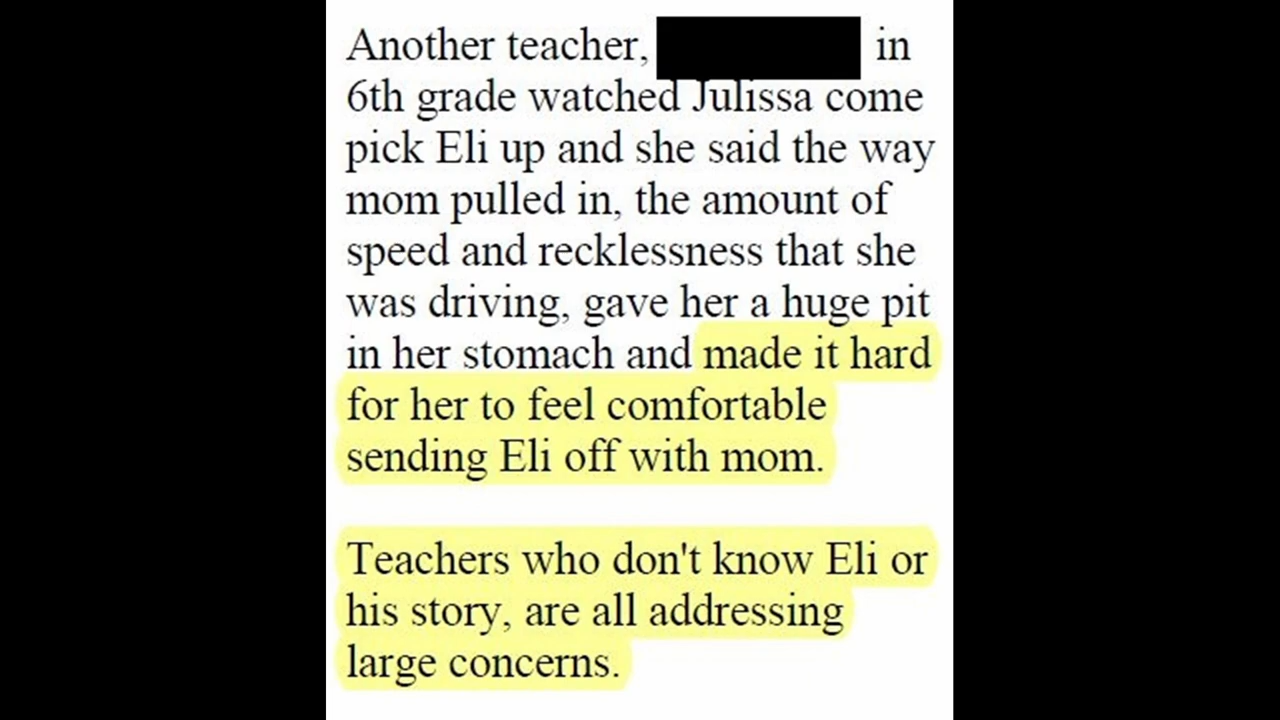 Another teacher, in
6th grade watched Julissa come
pick Eli up and she said the way
mom pulled in, the amount of
speed and recklessness that she
was driving, gave her a huge pit
in her stomach and made it hard
for her to feel comfortable
sending Eli off with mom.
Teachers who don't know Eli or
his story, are all addressing
large concerns.